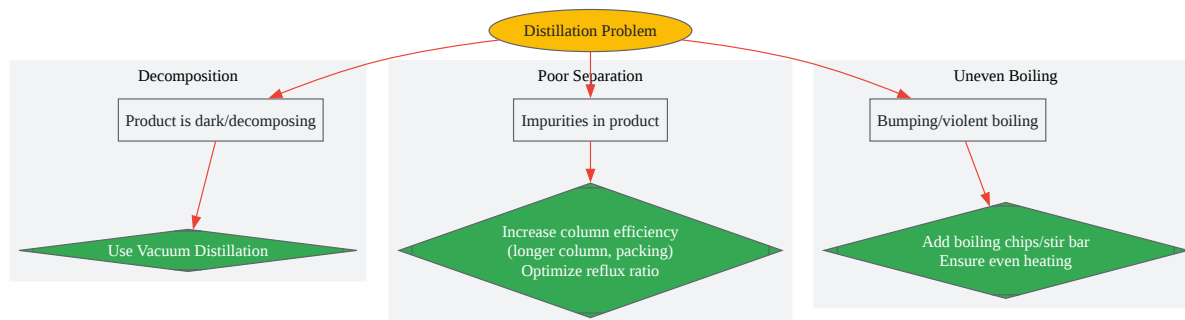 Distillation Problem
Decomposition
Poor Separation
Uneven Boiling
Product is dark/decomposing
Impurities in product
Bumping/violent boiling
Use Vacuum Distillation
Increase column efficiency
(longer column, packing)
Optimize reflux ratio
Add boiling chips/stir bar
Ensure even heating